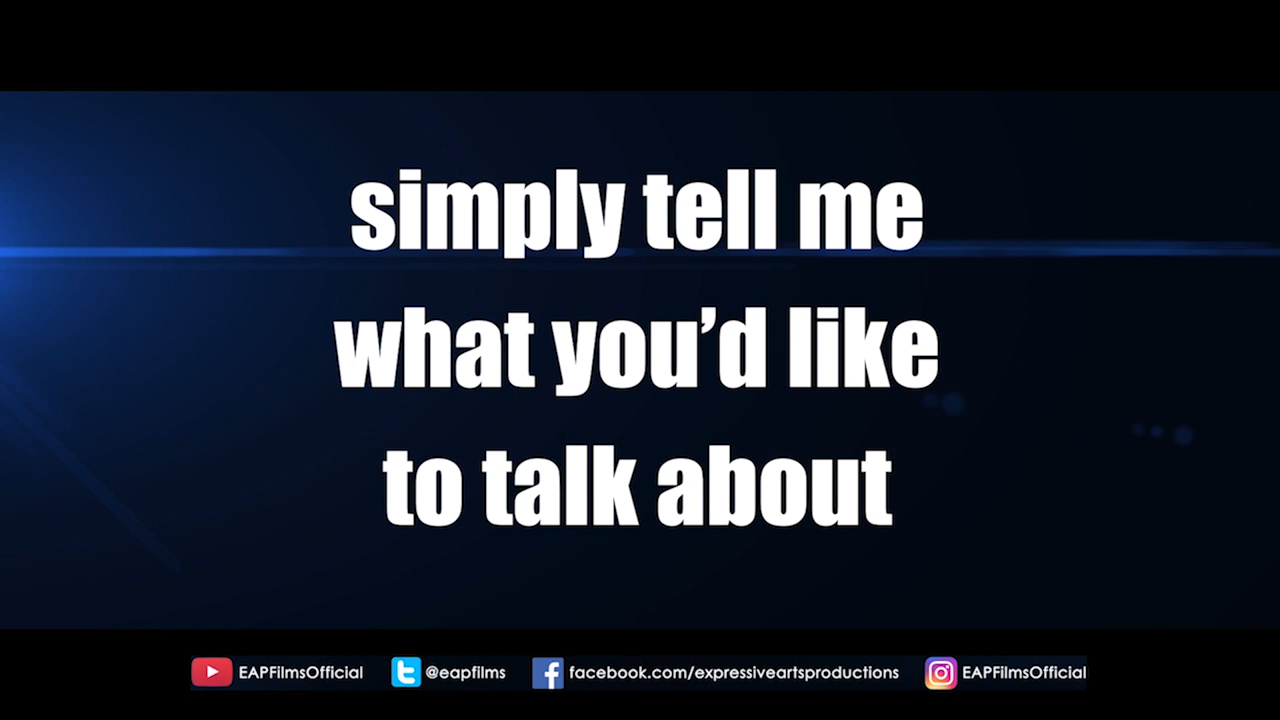 simply tell me
what you’d like
to talk about
EAPFilmsOfficial @eapfilms facebook.com/expressiveartsproductions EAPFilmsOfficial